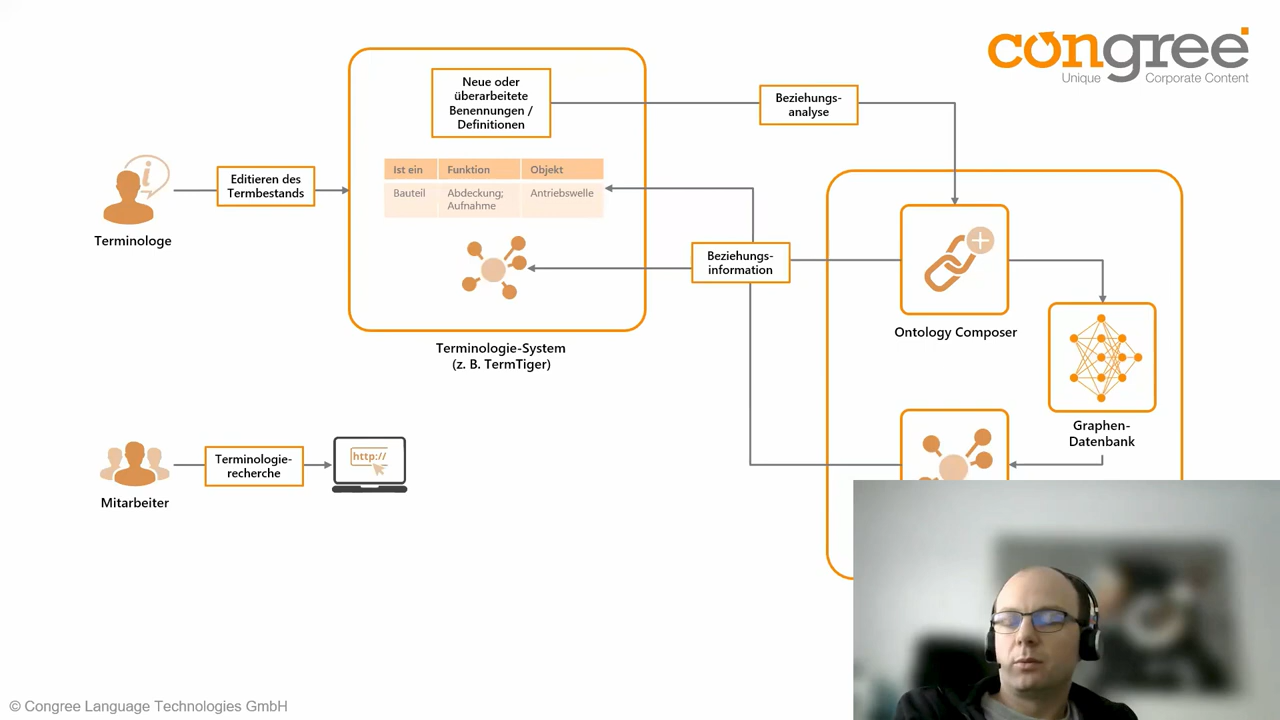 congree
Unique Corporate Content
Neue oder
überarbeitete
Benennungen /
Definitionen
Beziehungs-
analyse
Ist ein Funktion Objekt
Bauteil Abdeckung; Antriebswelle
Aufnahme
Editieren des
Termbestands
Terminologe
Beziehungs-
information
Ontology Composer
Terminologie-System
(z. B. TermTiger)
Graphen-
Datenbank
Terminologie-
recherche
http://
Mitarbeiter
© Congree Language Technologies GmbH